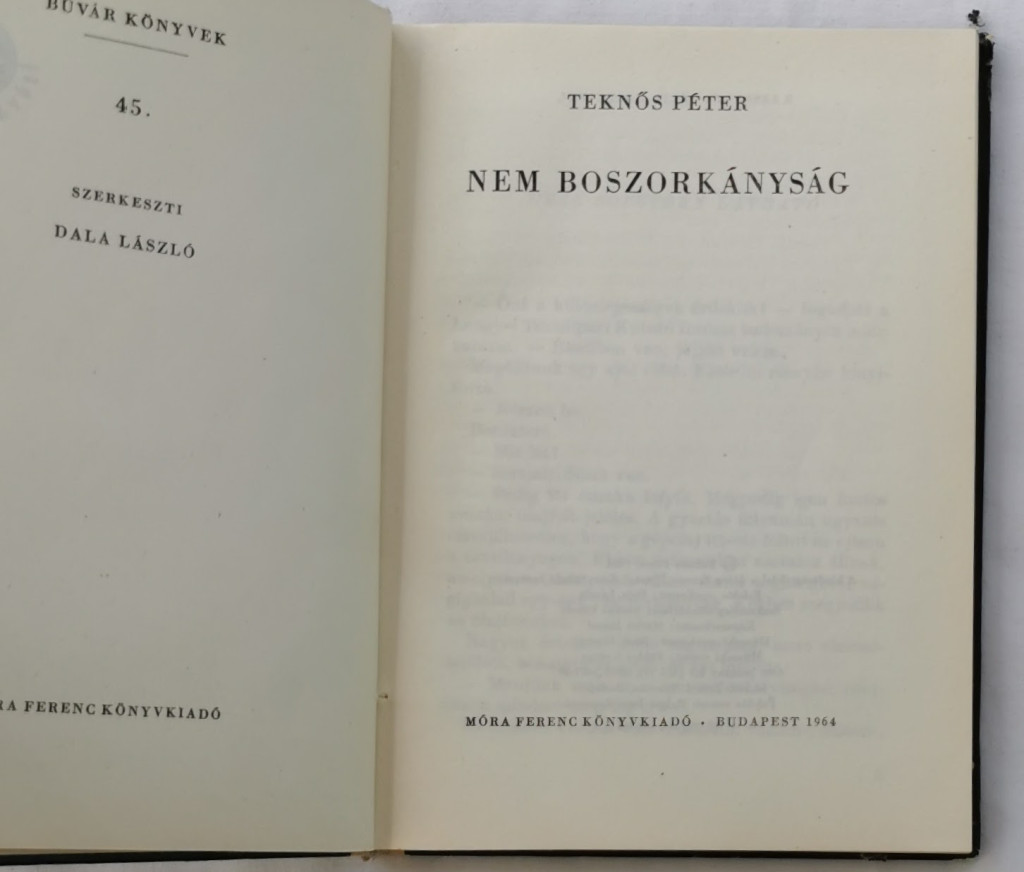 BÚVÁR KÖNYVEK
45.
SZERKESZTI
DALA LÁSZLÓ
RA FERENC KÖNYVKIADÓ
TEKNŐS PÉTER
NEM BOSZORKÁNYSÁG
MÓRA FERENC KÖNYVKIADÓ · BUDAPEST 1964